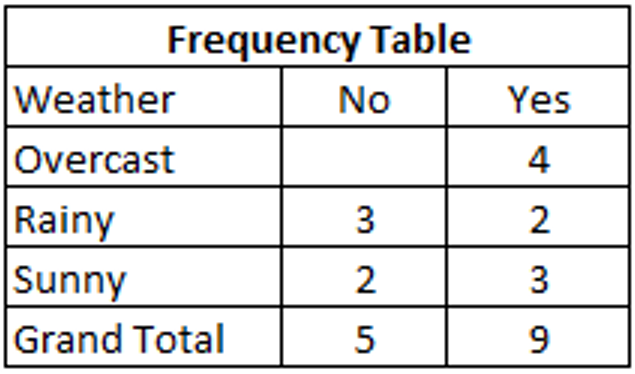 Frequency Table
Weather No Yes
Overcast 4
Rainy 3 2
Sunny 2 3
Grand Total 5 9